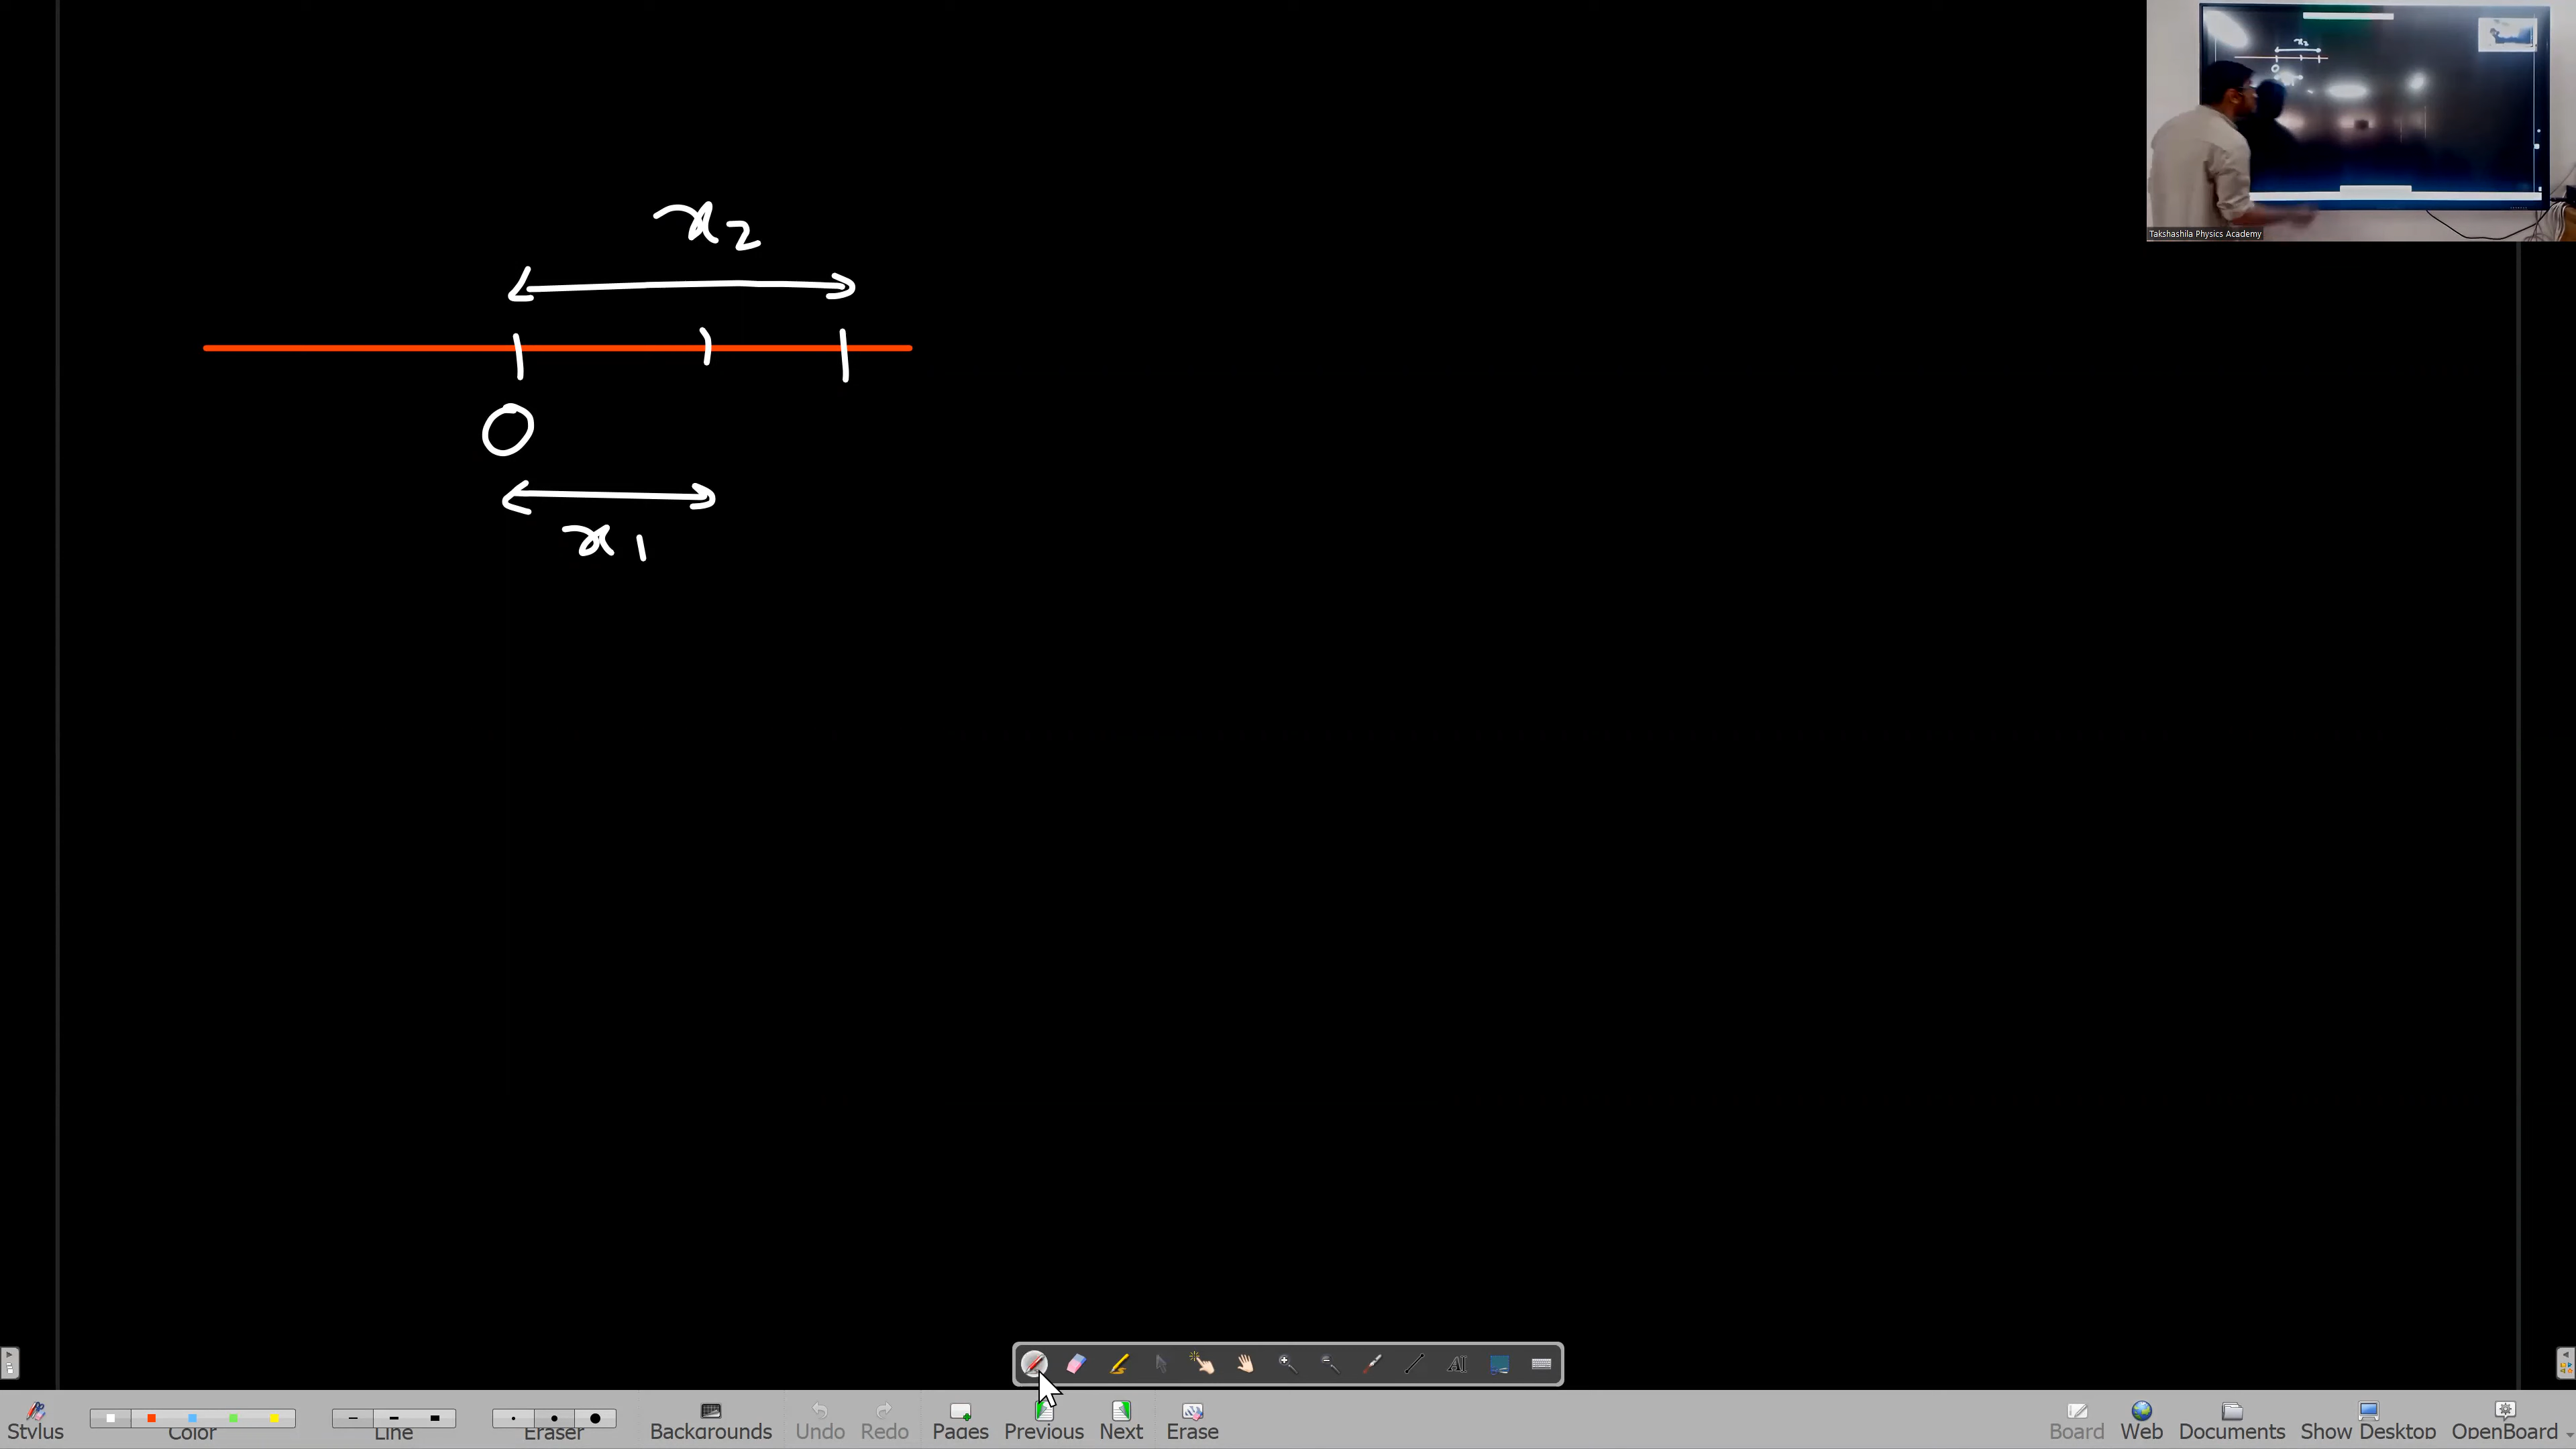 x₂
O
x₁
Takshashila Physics Academy
Stylus Color Line Eraser Backgrounds Undo Redo Pages Previous Next Erase Board Web Documents Show Desktop OpenBoard